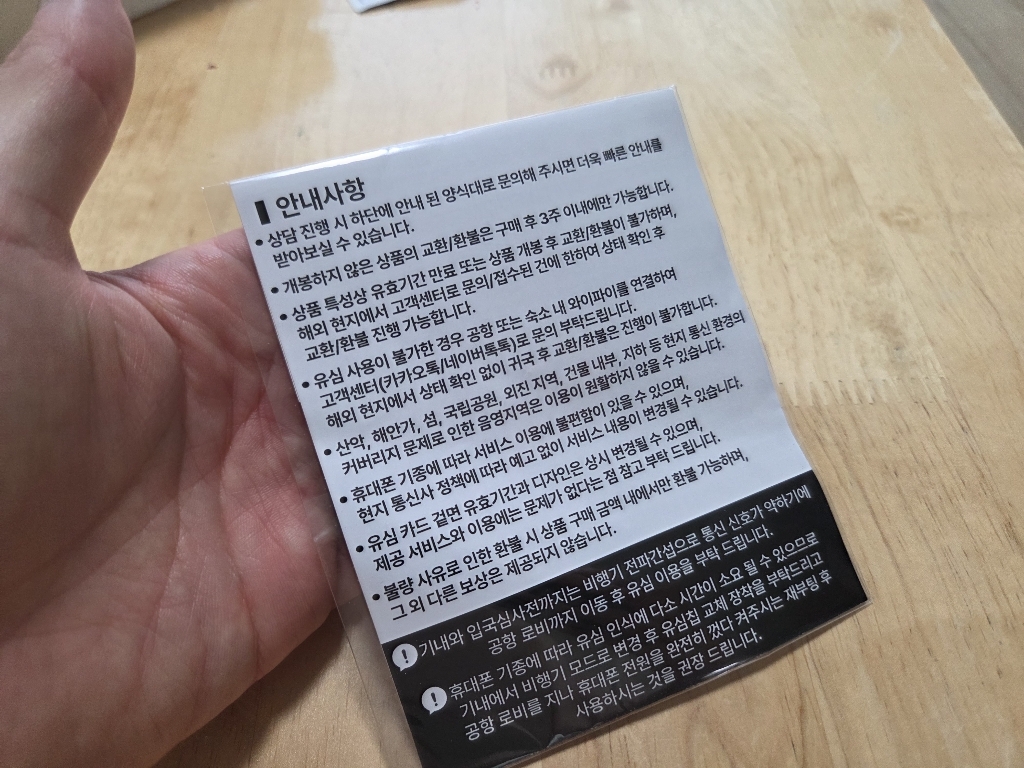 안내사항
• 상담 진행 시 하단에 안내 된 양식대로 문의해 주시면 더욱 빠른 안내를
받아보실 수 있습니다.
• 개봉하지 않은 상품의 교환/환불은 구매 후 3주 이내에만 가능합니다.
• 상품 특성상 유효기간 만료 또는 상품 개봉 후 교환/환불이 불가하며,
해외 현지에서 고객센터로 문의/접수된 건에 한하여 상태 확인 후
교환/환불 진행 가능합니다.
• 유심 사용이 불가한 경우 공항 또는 숙소 내 와이파이를 연결하여
고객센터(카카오톡/네이버톡톡)로 문의 부탁드립니다.
해외 현지에서 상태 확인 없이 귀국 후 교환/환불은 진행이 불가합니다.
• 산악, 해안가, 섬, 국립공원, 외진 지역, 건물 내부, 지하 등 현지 통신 환경의
커버리지 문제로 인한 음영지역은 이용이 원활하지 않을 수 있습니다.
• 휴대폰 기종에 따라 서비스 이용에 불편함이 있을 수 있으며,
현지 통신사 정책에 따라 예고 없이 서비스 내용이 변경될 수 있습니다.
• 유심 카드 겉면 유효기간과 디자인은 상시 변경될 수 있으며,
제공 서비스와 이용에는 문제가 없다는 점 참고 부탁 드립니다.
• 불량 사유로 인한 환불 시 상품 구매 금액 내에서만 환불 가능하며,
그 외 다른 보상은 제공되지 않습니다.
! 기내와 입국심사전까지는 비행기 전파간섭으로 통신 신호가 약하기에
공항 로비까지 이동 후 유심 이용을 부탁 드립니다.
! 휴대폰 기종에 따라 유심 인식에 다소 시간이 소요 될 수 있으므로
기내에서 비행기 모드로 변경 후 유심칩 교체 장착을 부탁드리고
공항 로비를 지나 휴대폰 전원을 완전히 껐다 켜주시는 재부팅 후
사용하시는 것을 권장 드립니다.